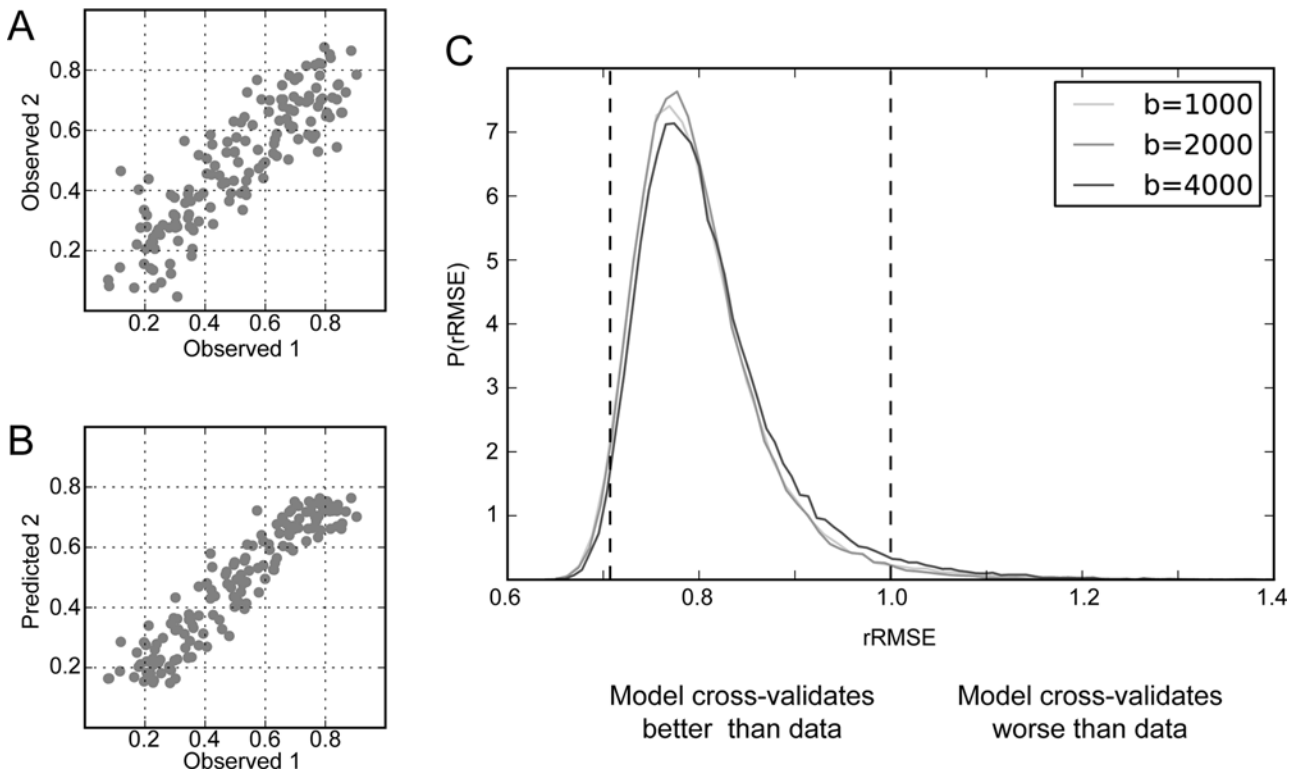 A
Observed 2
0.8
0.6
0.4
0.2
0.2 0.4 0.6 0.8
Observed 1
B
Predicted 2
0.8
0.6
0.4
0.2
0.2 0.4 0.6 0.8
Observed 1
C
P(rRMSE)
7
6
5
4
3
2
1
0.6 0.8 1.0 1.2 1.4
rRMSE
b=1000
b=2000
b=4000
Model cross-validates
better than data
Model cross-validates
worse than data